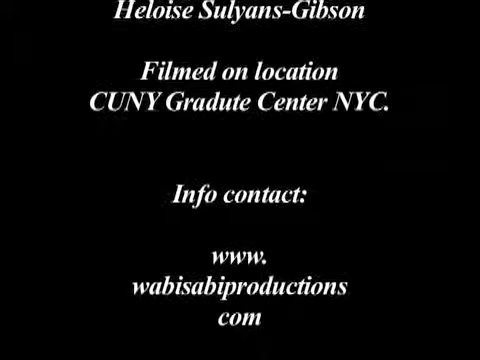 Heloise Sulyans-Gibson
Filmed on location
CUNY Gradute Center NYC.
Info contact:
www.
wabisabiproductions
com